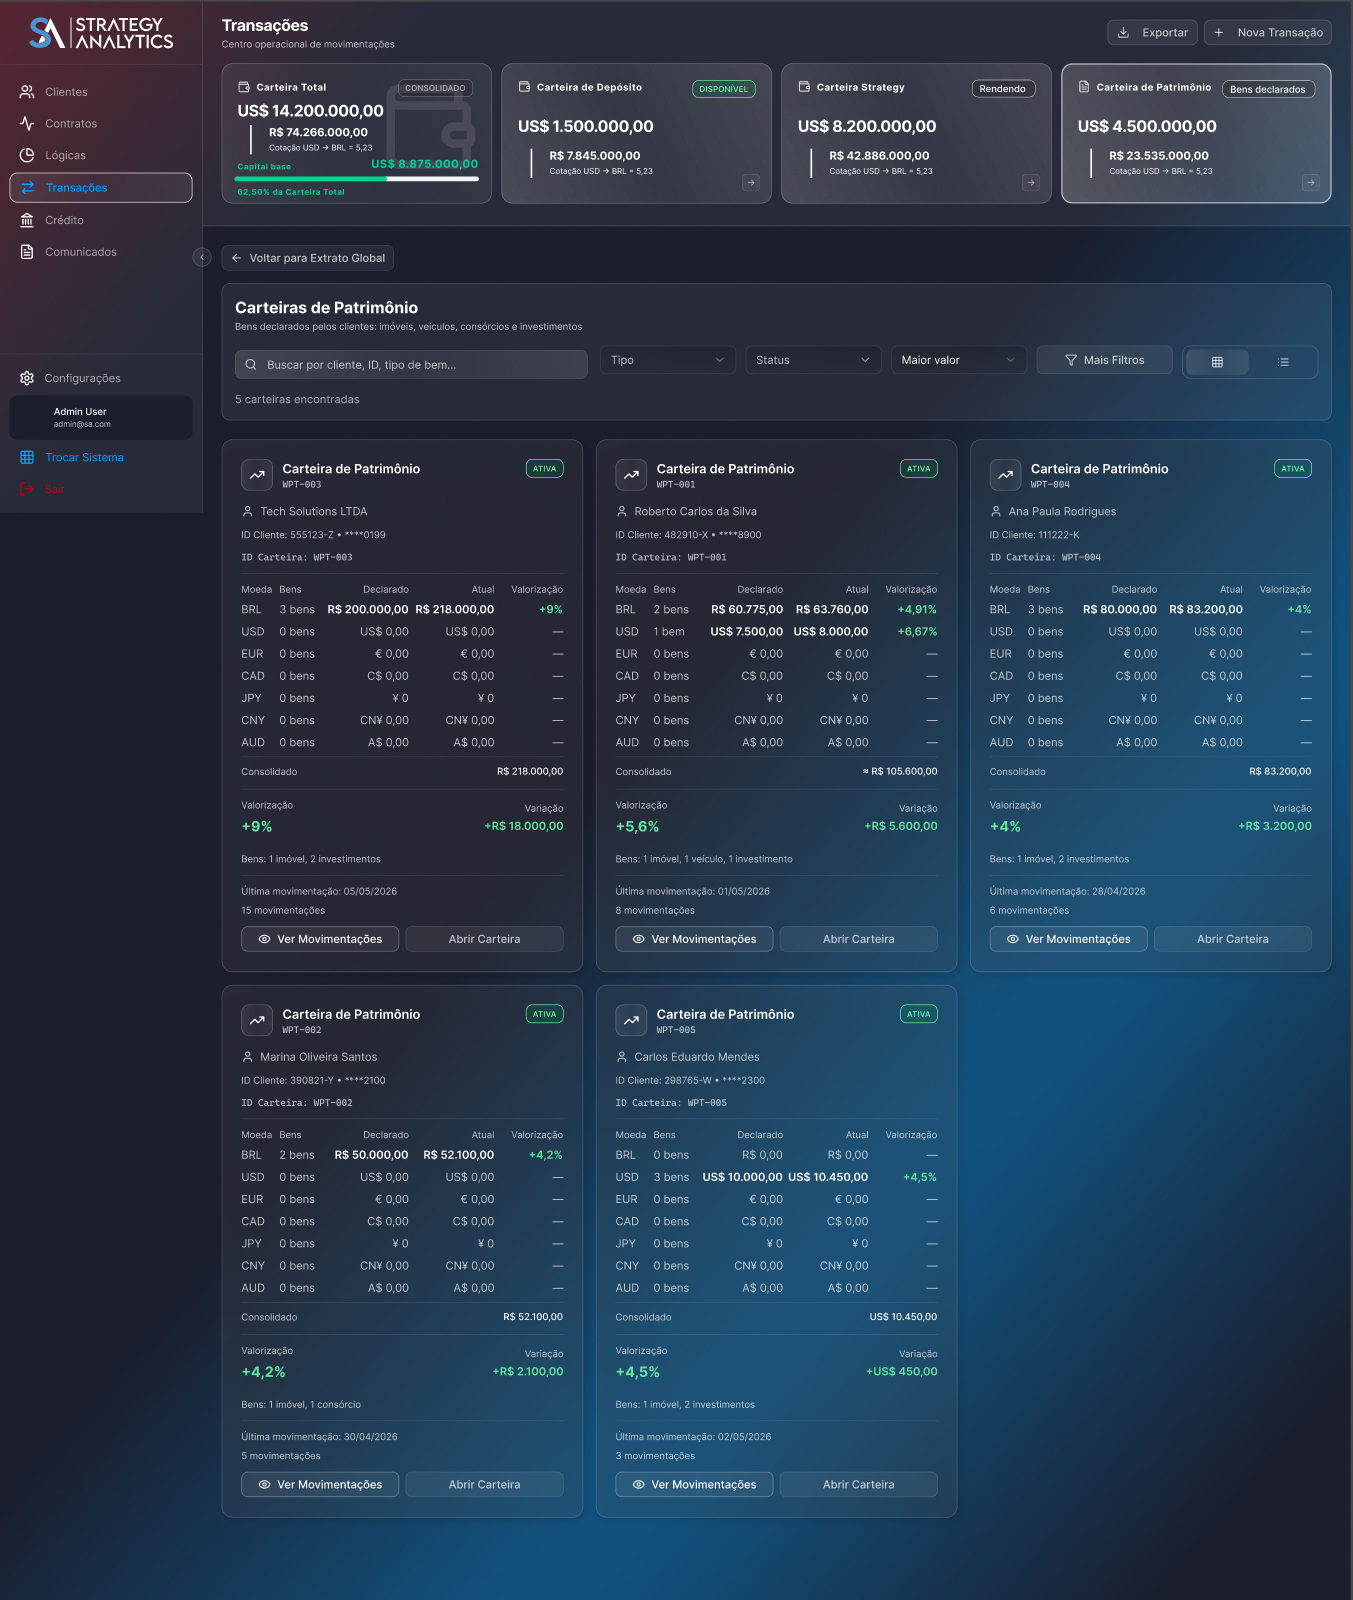 STRATEGY
ANALYTICS
Clientes
Contratos
Lógicas
Transações
Crédito
Comunicados
Configurações
Admin User
admin@sa.com
Trocar Sistema
Sair
Transações
Centro operacional de movimentações
Exportar
Nova Transação
Carteira Total
CONSOLIDADO
US$ 14.200.000,00
R$ 74.266.000,00
Cotação USD → BRL = 5,23
Capital base
US$ 8.875.000,00
62,50% da Carteira Total
Carteira de Depósito
DISPONÍVEL
US$ 1.500.000,00
R$ 7.845.000,00
Cotação USD → BRL = 5,23
Carteira Strategy
Rendendo
US$ 8.200.000,00
R$ 42.886.000,00
Cotação USD → BRL = 5,23
Carteira de Patrimônio
Bens declarados
US$ 4.500.000,00
R$ 23.535.000,00
Cotação USD → BRL = 5,23
Voltar para Extrato Global
Carteiras de Patrimônio
Bens declarados pelos clientes: imóveis, veículos, consórcios e investimentos
Buscar por cliente, ID, tipo de bem...
Tipo
Status
Maior valor
Mais Filtros
5 carteiras encontradas
Carteira de Patrimônio
ATIVA
WPT-003
Tech Solutions LTDA
ID Cliente: 555123-Z • ****0199
ID Carteira: WPT-003
Moeda Bens Declarado Atual Valorização
BRL 3 bens R$ 200.000,00 R$ 218.000,00 +9%
USD 0 bens US$ 0,00 US$ 0,00 —
EUR 0 bens € 0,00 € 0,00 —
CAD 0 bens C$ 0,00 C$ 0,00 —
JPY 0 bens ¥ 0 ¥ 0 —
CNY 0 bens CN¥ 0,00 CN¥ 0,00 —
AUD 0 bens A$ 0,00 A$ 0,00 —
Consolidado R$ 218.000,00
Valorização Variação
+9% +R$ 18.000,00
Bens: 1 imóvel, 2 investimentos
Última movimentação: 05/05/2026
15 movimentações
Ver Movimentações Abrir Carteira
Carteira de Patrimônio
ATIVA
WPT-001
Roberto Carlos da Silva
ID Cliente: 482910-X • ****8900
ID Carteira: WPT-001
Moeda Bens Declarado Atual Valorização
BRL 2 bens R$ 60.775,00 R$ 63.760,00 +4,91%
USD 1 bem US$ 7.500,00 US$ 8.000,00 +6,67%
EUR 0 bens € 0,00 € 0,00 —
CAD 0 bens C$ 0,00 C$ 0,00 —
JPY 0 bens ¥ 0 ¥ 0 —
CNY 0 bens CN¥ 0,00 CN¥ 0,00 —
AUD 0 bens A$ 0,00 A$ 0,00 —
Consolidado ≈ R$ 105.600,00
Valorização Variação
+5,6% +R$ 5.600,00
Bens: 1 imóvel, 1 veículo, 1 investimento
Última movimentação: 01/05/2026
8 movimentações
Ver Movimentações Abrir Carteira
Carteira de Patrimônio
ATIVA
WPT-004
Ana Paula Rodrigues
ID Cliente: 111222-K
ID Carteira: WPT-004
Moeda Bens Declarado Atual Valorização
BRL 3 bens R$ 80.000,00 R$ 83.200,00 +4%
USD 0 bens US$ 0,00 US$ 0,00 —
EUR 0 bens € 0,00 € 0,00 —
CAD 0 bens C$ 0,00 C$ 0,00 —
JPY 0 bens ¥ 0 ¥ 0 —
CNY 0 bens CN¥ 0,00 CN¥ 0,00 —
AUD 0 bens A$ 0,00 A$ 0,00 —
Consolidado R$ 83.200,00
Valorização Variação
+4% +R$ 3.200,00
Bens: 1 imóvel, 2 investimentos
Última movimentação: 28/04/2026
6 movimentações
Ver Movimentações Abrir Carteira
Carteira de Patrimônio
ATIVA
WPT-002
Marina Oliveira Santos
ID Cliente: 390821-Y • ****2100
ID Carteira: WPT-002
Moeda Bens Declarado Atual Valorização
BRL 2 bens R$ 50.000,00 R$ 52.100,00 +4,2%
USD 0 bens US$ 0,00 US$ 0,00 —
EUR 0 bens € 0,00 € 0,00 —
CAD 0 bens C$ 0,00 C$ 0,00 —
JPY 0 bens ¥ 0 ¥ 0 —
CNY 0 bens CN¥ 0,00 CN¥ 0,00 —
AUD 0 bens A$ 0,00 A$ 0,00 —
Consolidado R$ 52.100,00
Valorização Variação
+4,2% +R$ 2.100,00
Bens: 1 imóvel, 1 consórcio
Última movimentação: 30/04/2026
5 movimentações
Ver Movimentações Abrir Carteira
Carteira de Patrimônio
ATIVA
WPT-005
Carlos Eduardo Mendes
ID Cliente: 298765-W • ****2300
ID Carteira: WPT-005
Moeda Bens Declarado Atual Valorização
BRL 0 bens R$ 0,00 R$ 0,00 —
USD 3 bens US$ 10.000,00 US$ 10.450,00 +4,5%
EUR 0 bens € 0,00 € 0,00 —
CAD 0 bens C$ 0,00 C$ 0,00 —
JPY 0 bens ¥ 0 ¥ 0 —
CNY 0 bens CN¥ 0,00 CN¥ 0,00 —
AUD 0 bens A$ 0,00 A$ 0,00 —
Consolidado US$ 10.450,00
Valorização Variação
+4,5% +US$ 450,00
Bens: 1 imóvel, 2 investimentos
Última movimentação: 02/05/2026
3 movimentações
Ver Movimentações Abrir Carteira